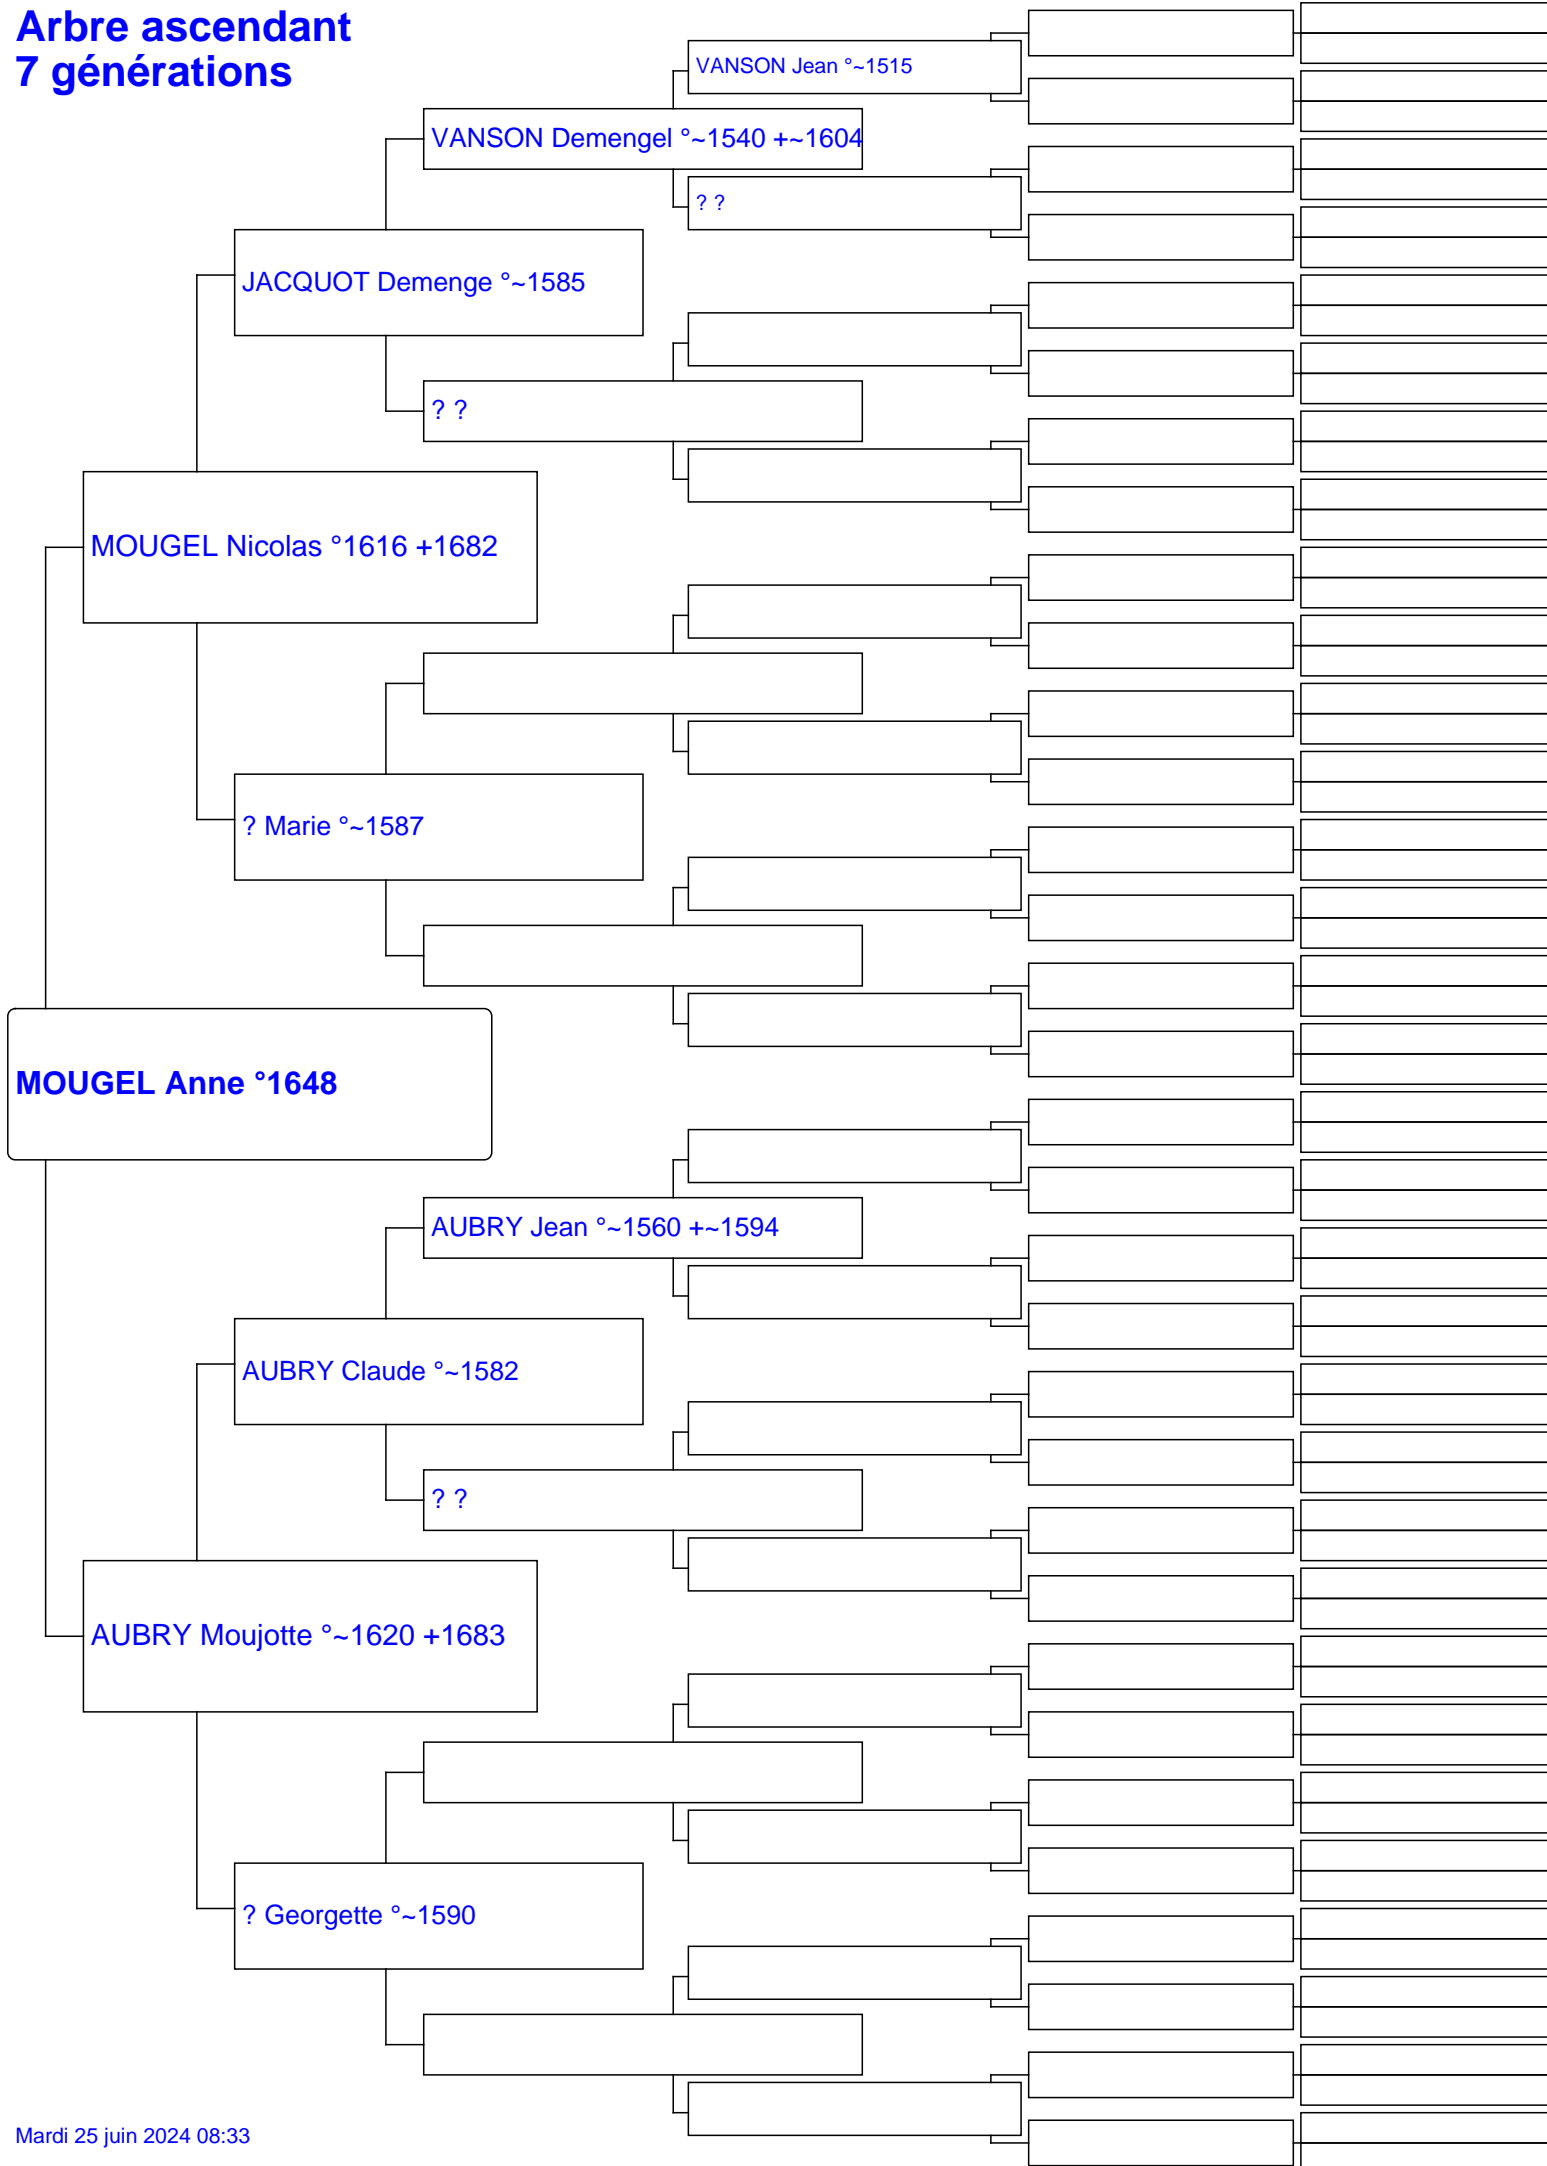 Arbre ascendant
7 générations
VANSON Jean °~1515
VANSON Demengel °~1540 +~1604
? ?
JACQUOT Demenge °~1585
? ?
MOUGEL Nicolas °1616 +1682
? Marie °~1587
MOUGEL Anne °1648
AUBRY Jean °~1560 +~1594
AUBRY Claude °~1582
? ?
AUBRY Moujotte °~1620 +1683
? Georgette °~1590
Mardi 25 juin 2024 08:33